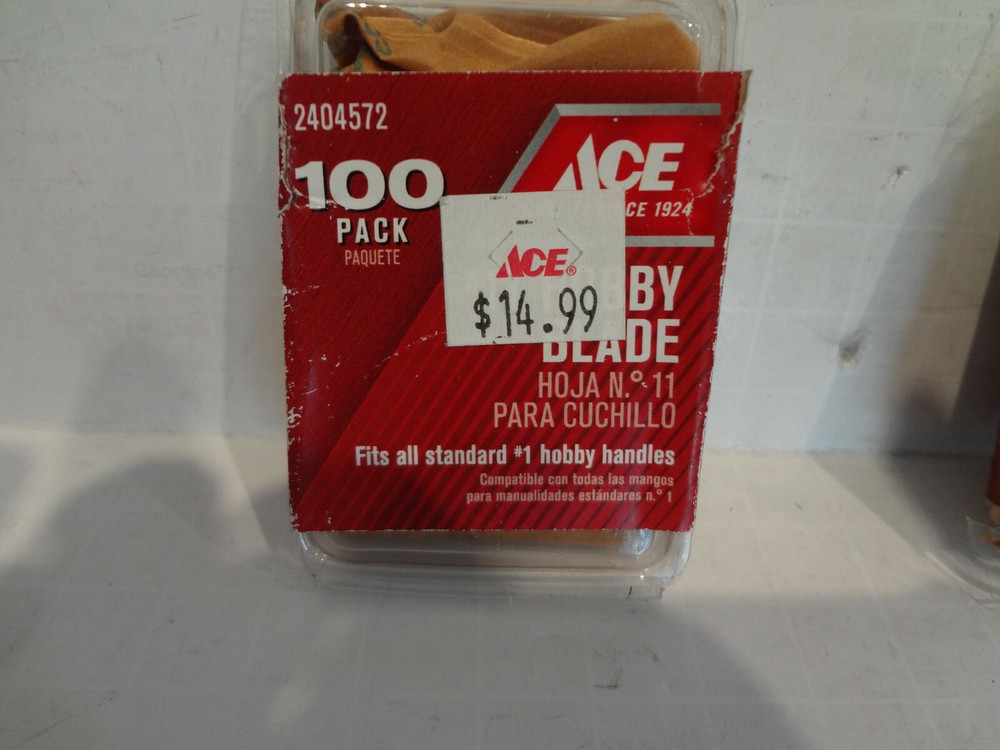 2404572
100
PACK
PAQUETE
ACE
CE 1924
ACE®
$14.99
BY
BLADE
HOJA N.º 11
PARA CUCHILLO
Fits all standard #1 hobby handles
Compatible con todas las mangos
para manualidades estándares n.º 1